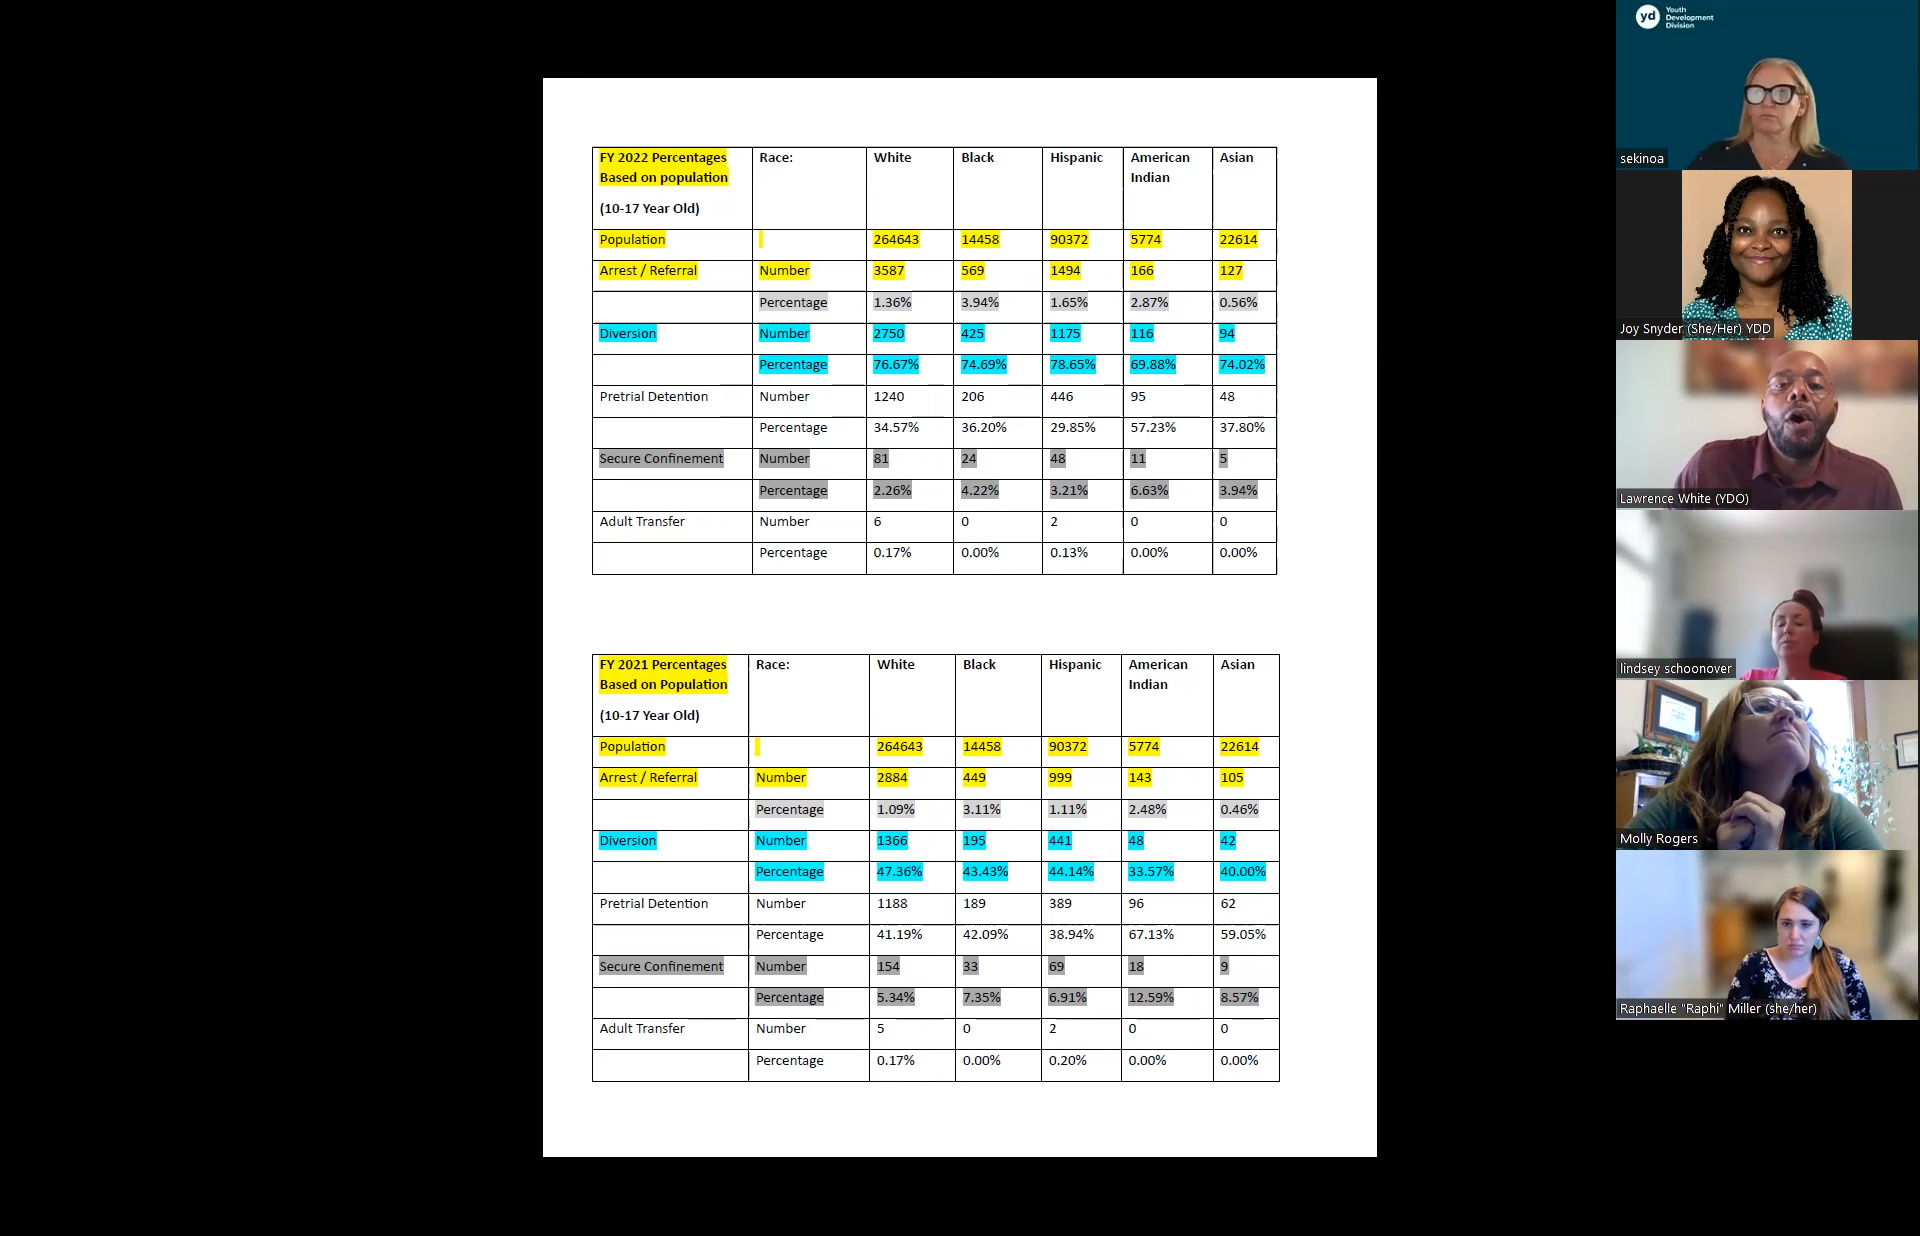 FY 2022 Percentages Based on population (10-17 Year Old) Race: White Black Hispanic American Indian Asian
Population 264643 14458 90372 5774 22614
Arrest / Referral Number 3587 569 1494 166 127
Percentage 1.36% 3.94% 1.65% 2.87% 0.56%
Diversion Number 2750 425 1175 116 94
Percentage 76.67% 74.69% 78.65% 69.88% 74.02%
Pretrial Detention Number 1240 206 446 95 48
Percentage 34.57% 36.20% 29.85% 57.23% 37.80%
Secure Confinement Number 81 24 48 11 5
Percentage 2.26% 4.22% 3.21% 6.63% 3.94%
Adult Transfer Number 6 0 2 0 0
Percentage 0.17% 0.00% 0.13% 0.00% 0.00%
FY 2021 Percentages Based on Population (10-17 Year Old) Race: White Black Hispanic American Indian Asian
Population 264643 14458 90372 5774 22614
Arrest / Referral Number 2884 449 999 143 105
Percentage 1.09% 3.11% 1.11% 2.48% 0.46%
Diversion Number 1366 195 441 48 42
Percentage 47.36% 43.43% 44.14% 33.57% 40.00%
Pretrial Detention Number 1188 189 389 96 62
Percentage 41.19% 42.09% 38.94% 67.13% 59.05%
Secure Confinement Number 154 33 69 18 9
Percentage 5.34% 7.35% 6.91% 12.59% 8.57%
Adult Transfer Number 5 0 2 0 0
Percentage 0.17% 0.00% 0.20% 0.00% 0.00%
yd Youth
Development
Division
sekinoa
Joy Snyder (She/Her) YDD
Lawrence White (YDO)
lindsey schoonover
Molly Rogers
Raphaelle "Raphi" Miller (she/her)